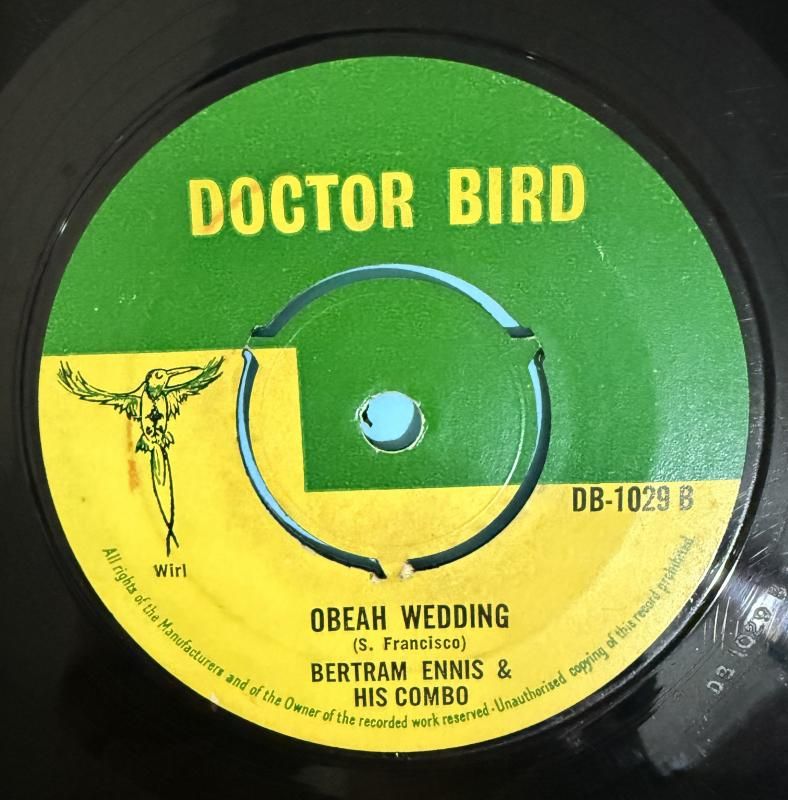 DOCTOR BIRD
DB-1029 B
Wirl
OBEAH WEDDING
(S. Francisco)
BERTRAM ENNIS &
HIS COMBO
All rights of the Manufacturers and of the Owner of the recorded work reserved · Unauthorised copying of this record prohibited
DB 1029 B